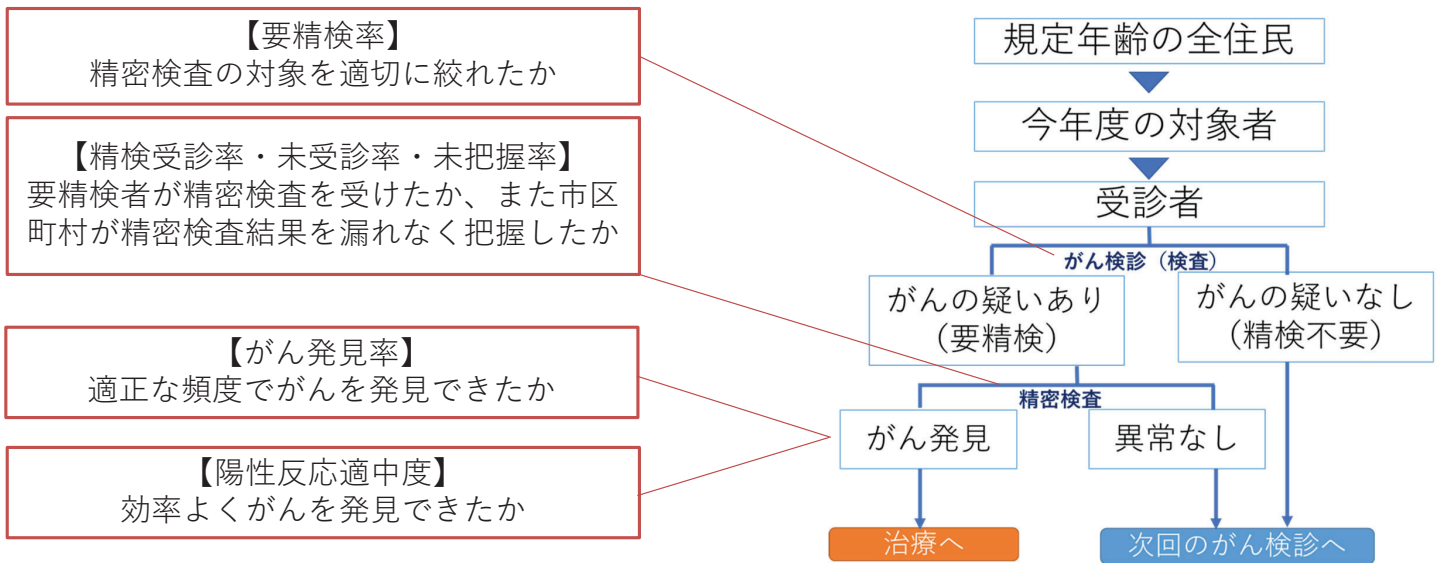 【要精検率】
精密検査の対象を適切に絞れたか
【精検受診率・未受診率・未把握率】
要精検者が精密検査を受けたか、また市区
町村が精密検査結果を漏れなく把握したか
【がん発見率】
適正な頻度でがんを発見できたか
【陽性反応適中度】
効率よくがんを発見できたか
規定年齢の全住民
今年度の対象者
受診者
がん検診（検査）
がんの疑いあり
（要精検）
がんの疑いなし
（精検不要）
精密検査
がん発見
異常なし
治療へ
次回のがん検診へ